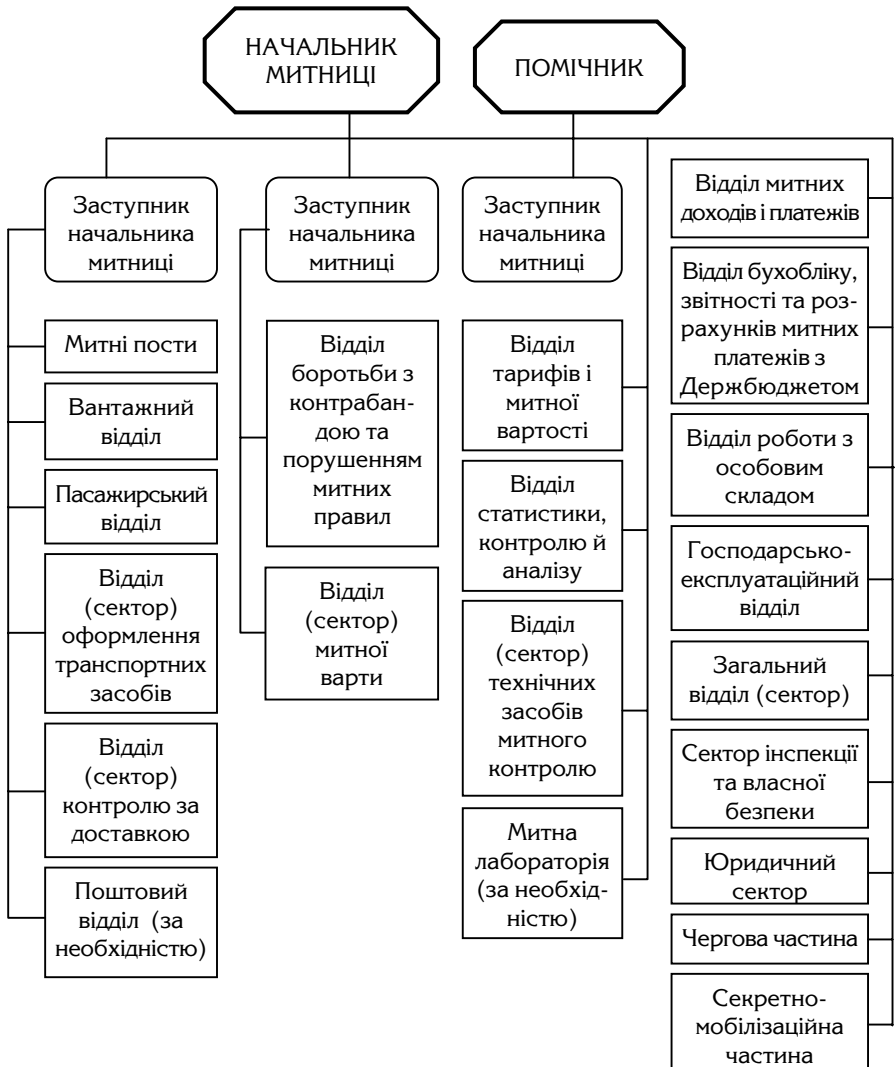 НАЧАЛЬНИК
МИТНИЦІ
ПОМІЧНИК
Заступник
начальника
митниці
Митні пости
Вантажний
відділ
Пасажирський
відділ
Відділ
(сектор)
оформлення
транспортних
засобів
Відділ
(сектор)
контролю за
доставкою
Поштовий
відділ (за
необхідністю)
Заступник
начальника
митниці
Відділ
боротьби з
контрабан-
дою та
порушенням
митних
правил
Відділ
(сектор)
митної
варти
Заступник
начальника
митниці
Відділ
тарифів і
митної
вартості
Відділ
статистики,
контролю й
аналізу
Відділ
(сектор)
технічних
засобів
митного
контролю
Митна
лабораторія
(за необхід-
ністю)
Відділ митних
доходів і платежів
Відділ бухобліку,
звітності та роз-
рахунків митних
платежів з
Держбюджетом
Відділ роботи з
особовим
складом
Господарсько-
експлуатаційний
відділ
Загальний
відділ (сектор)
Сектор інспекції
та власної
безпеки
Юридичний
сектор
Чергова частина
Секретно-
мобілізаційна
частина